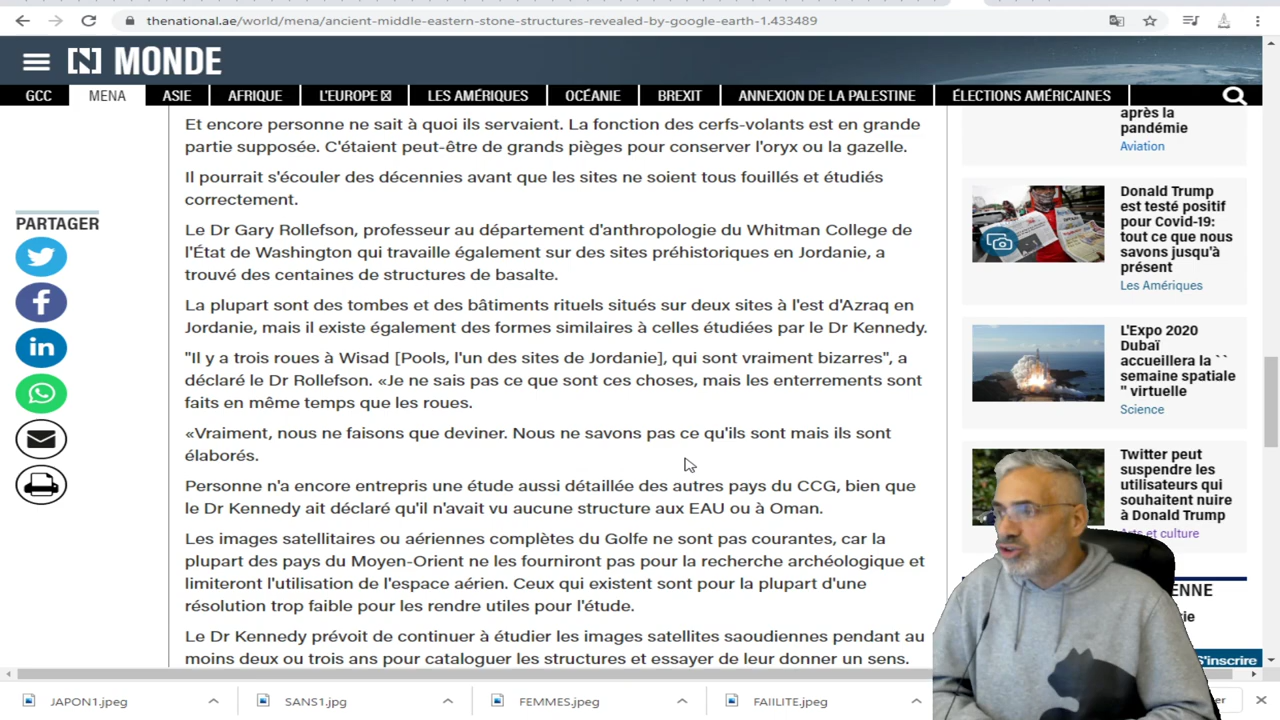 thenational.ae/world/mena/ancient-middle-eastern-stone-structures-revealed-by-google-earth-1.433489
MONDE
GCC
MENA
ASIE
AFRIQUE
L'EUROPE
LES AMÉRIQUES
OCÉANIE
BREXIT
ANNEXION DE LA PALESTINE
ÉLECTIONS AMÉRICAINES
PARTAGER
Et encore personne ne sait à quoi ils servaient. La fonction des cerfs-volants est en grande
partie supposée. C'étaient peut-être de grands pièges pour conserver l'oryx ou la gazelle.
Il pourrait s'écouler des décennies avant que les sites ne soient tous fouillés et étudiés
correctement.
Le Dr Gary Rollefson, professeur au département d'anthropologie du Whitman College de
l'État de Washington qui travaille également sur des sites préhistoriques en Jordanie, a
trouvé des centaines de structures de basalte.
La plupart sont des tombes et des bâtiments rituels situés sur deux sites à l'est d'Azraq en
Jordanie, mais il existe également des formes similaires à celles étudiées par le Dr Kennedy.
"Il y a trois roues à Wisad [Pools, l'un des sites de Jordanie], qui sont vraiment bizarres", a
déclaré le Dr Rollefson. «Je ne sais pas ce que sont ces choses, mais les enterrements sont
faits en même temps que les roues.
«Vraiment, nous ne faisons que deviner. Nous ne savons pas ce qu'ils sont mais ils sont
élaborés.
Personne n'a encore entrepris une étude aussi détaillée des autres pays du CCG, bien que
le Dr Kennedy ait déclaré qu'il n'avait vu aucune structure aux EAU ou à Oman.
Les images satellitaires ou aériennes complètes du Golfe ne sont pas courantes, car la
plupart des pays du Moyen-Orient ne les fourniront pas pour la recherche archéologique et
limiteront l'utilisation de l'espace aérien. Ceux qui existent sont pour la plupart d'une
résolution trop faible pour les rendre utiles pour l'étude.
Le Dr Kennedy prévoit de continuer à étudier les images satellites saoudiennes pendant au
moins deux ou trois ans pour cataloguer les structures et essayer de leur donner un sens.
après la
pandémie
Aviation
Donald Trump
est testé positif
pour Covid-19:
tout ce que nous
savons jusqu'à
présent
Les Amériques
L'Expo 2020
Dubaï
accueillera la ``
semaine spatiale
'' virtuelle
Science
Twitter peut
suspendre les
utilisateurs qui
souhaitent nuire
à Donald Trump
et culture
S'inscrire
JAPON1.jpeg
SANS1.jpg
FEMMES.jpeg
FAIILITE.jpeg